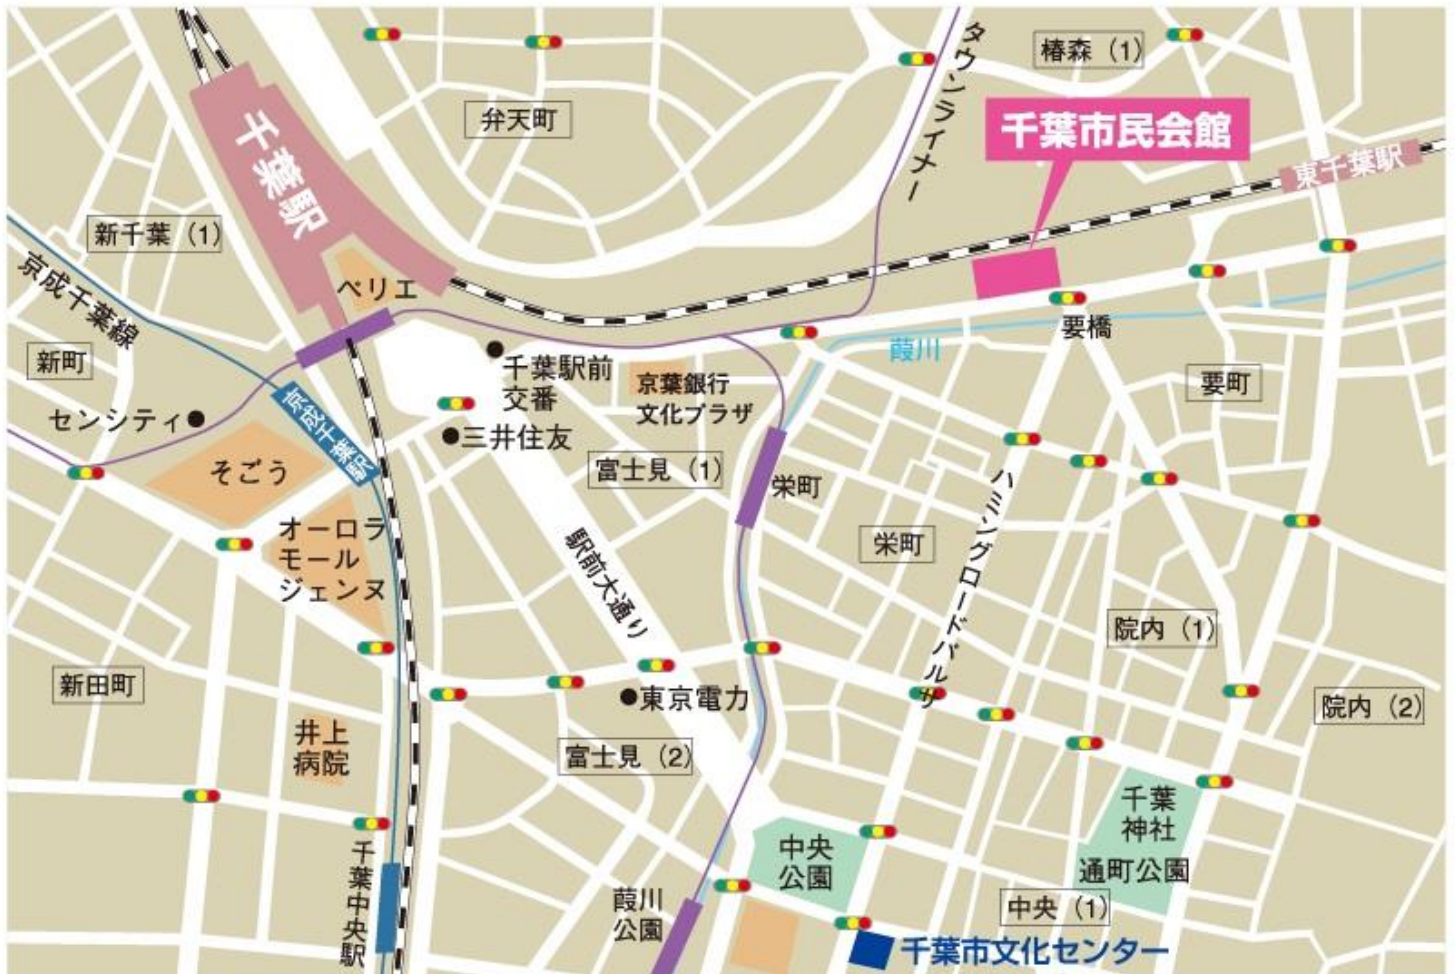 椿森（1）
タウンライナー
弁天町
千葉市民会館
千葉駅
東千葉駅
新千葉（1）
京成千葉線
ペリエ
葭川
要橋
新町
千葉駅前
交番
京葉銀行
文化プラザ
要町
センシティ
京成千葉駅
三井住友
そごう
富士見（1）
栄町
ハミングロードパルサ
オーロラ
モール
ジェンヌ
駅前大通り
栄町
院内（1）
新田町
東京電力
院内（2）
井上
病院
富士見（2）
千葉
神社
中央
公園
通町公園
千葉中央駅
葭川
公園
中央（1）
千葉市文化センター